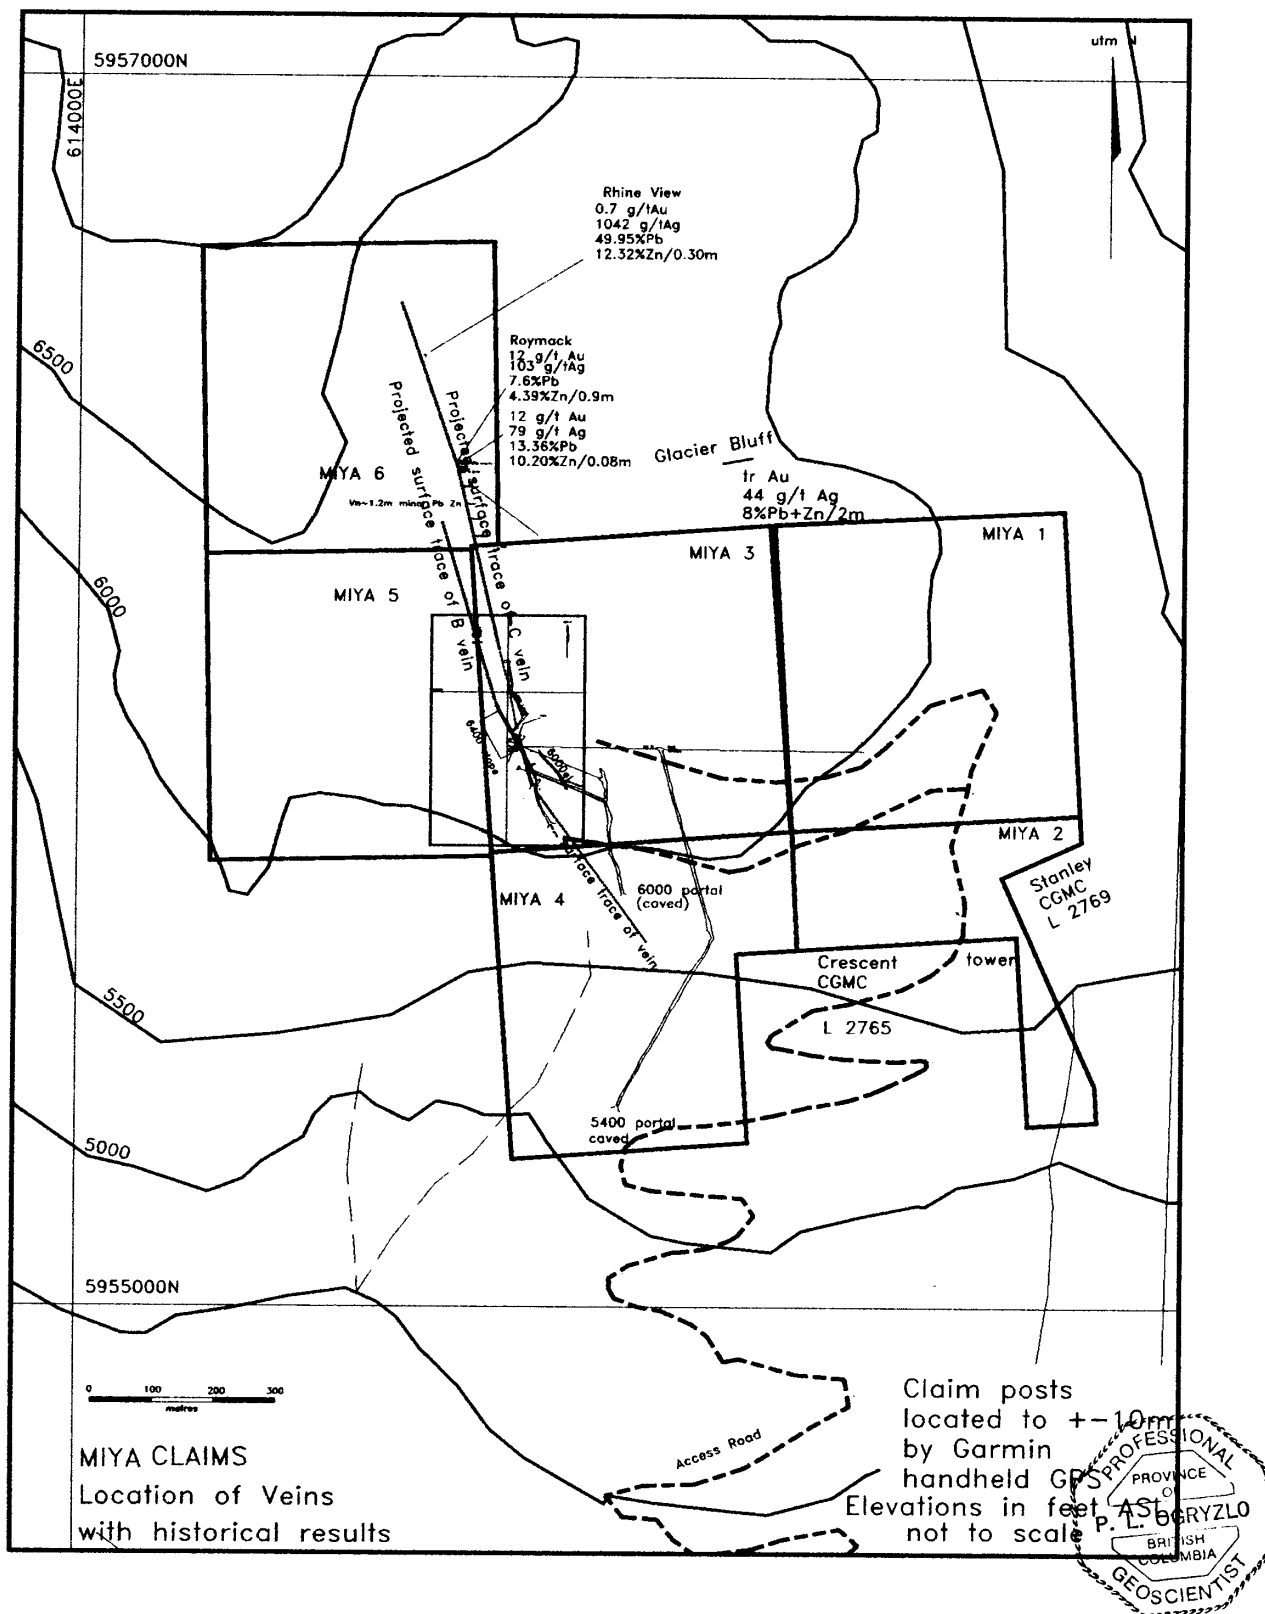 utm N
5957000N
614000E
Rhine View
0.7 g/tAu
1042 g/tAg
49.95%Pb
12.32%Zn/0.30m
6500
Roymack
12 g/t Au
103 g/tAg
7.6%Pb
4.39%Zn/0.9m
12 g/t Au
79 g/t Ag
13.36%Pb
10.20%Zn/0.08m
Projected surface trace of B vein
Projected surface trace of C vein
Glacier Bluff
tr Au
44 g/t Ag
8%Pb+Zn/2m
MIYA 6
Vn~1.2m minor Pb Zn
MIYA 1
MIYA 3
6000
MIYA 5
MIYA 2
Stanley
CGMC
L 2769
MIYA 4
6000 portal
(caved)
surface trace of vein
Crescent
CGMC
tower
L 2765
5500
5400 portal
caved
5000
5955000N
0 100 200 300
metres
Access Road
MIYA CLAIMS
Location of Veins
with historical results
Claim posts
located to +-10m
by Garmin
handheld GPS
Elevations in feet ASL
not to scale
PROFESSIONAL
PROVINCE
OF
P. L. OGRYZLO
BRITISH
COLUMBIA
GEOSCIENTIST